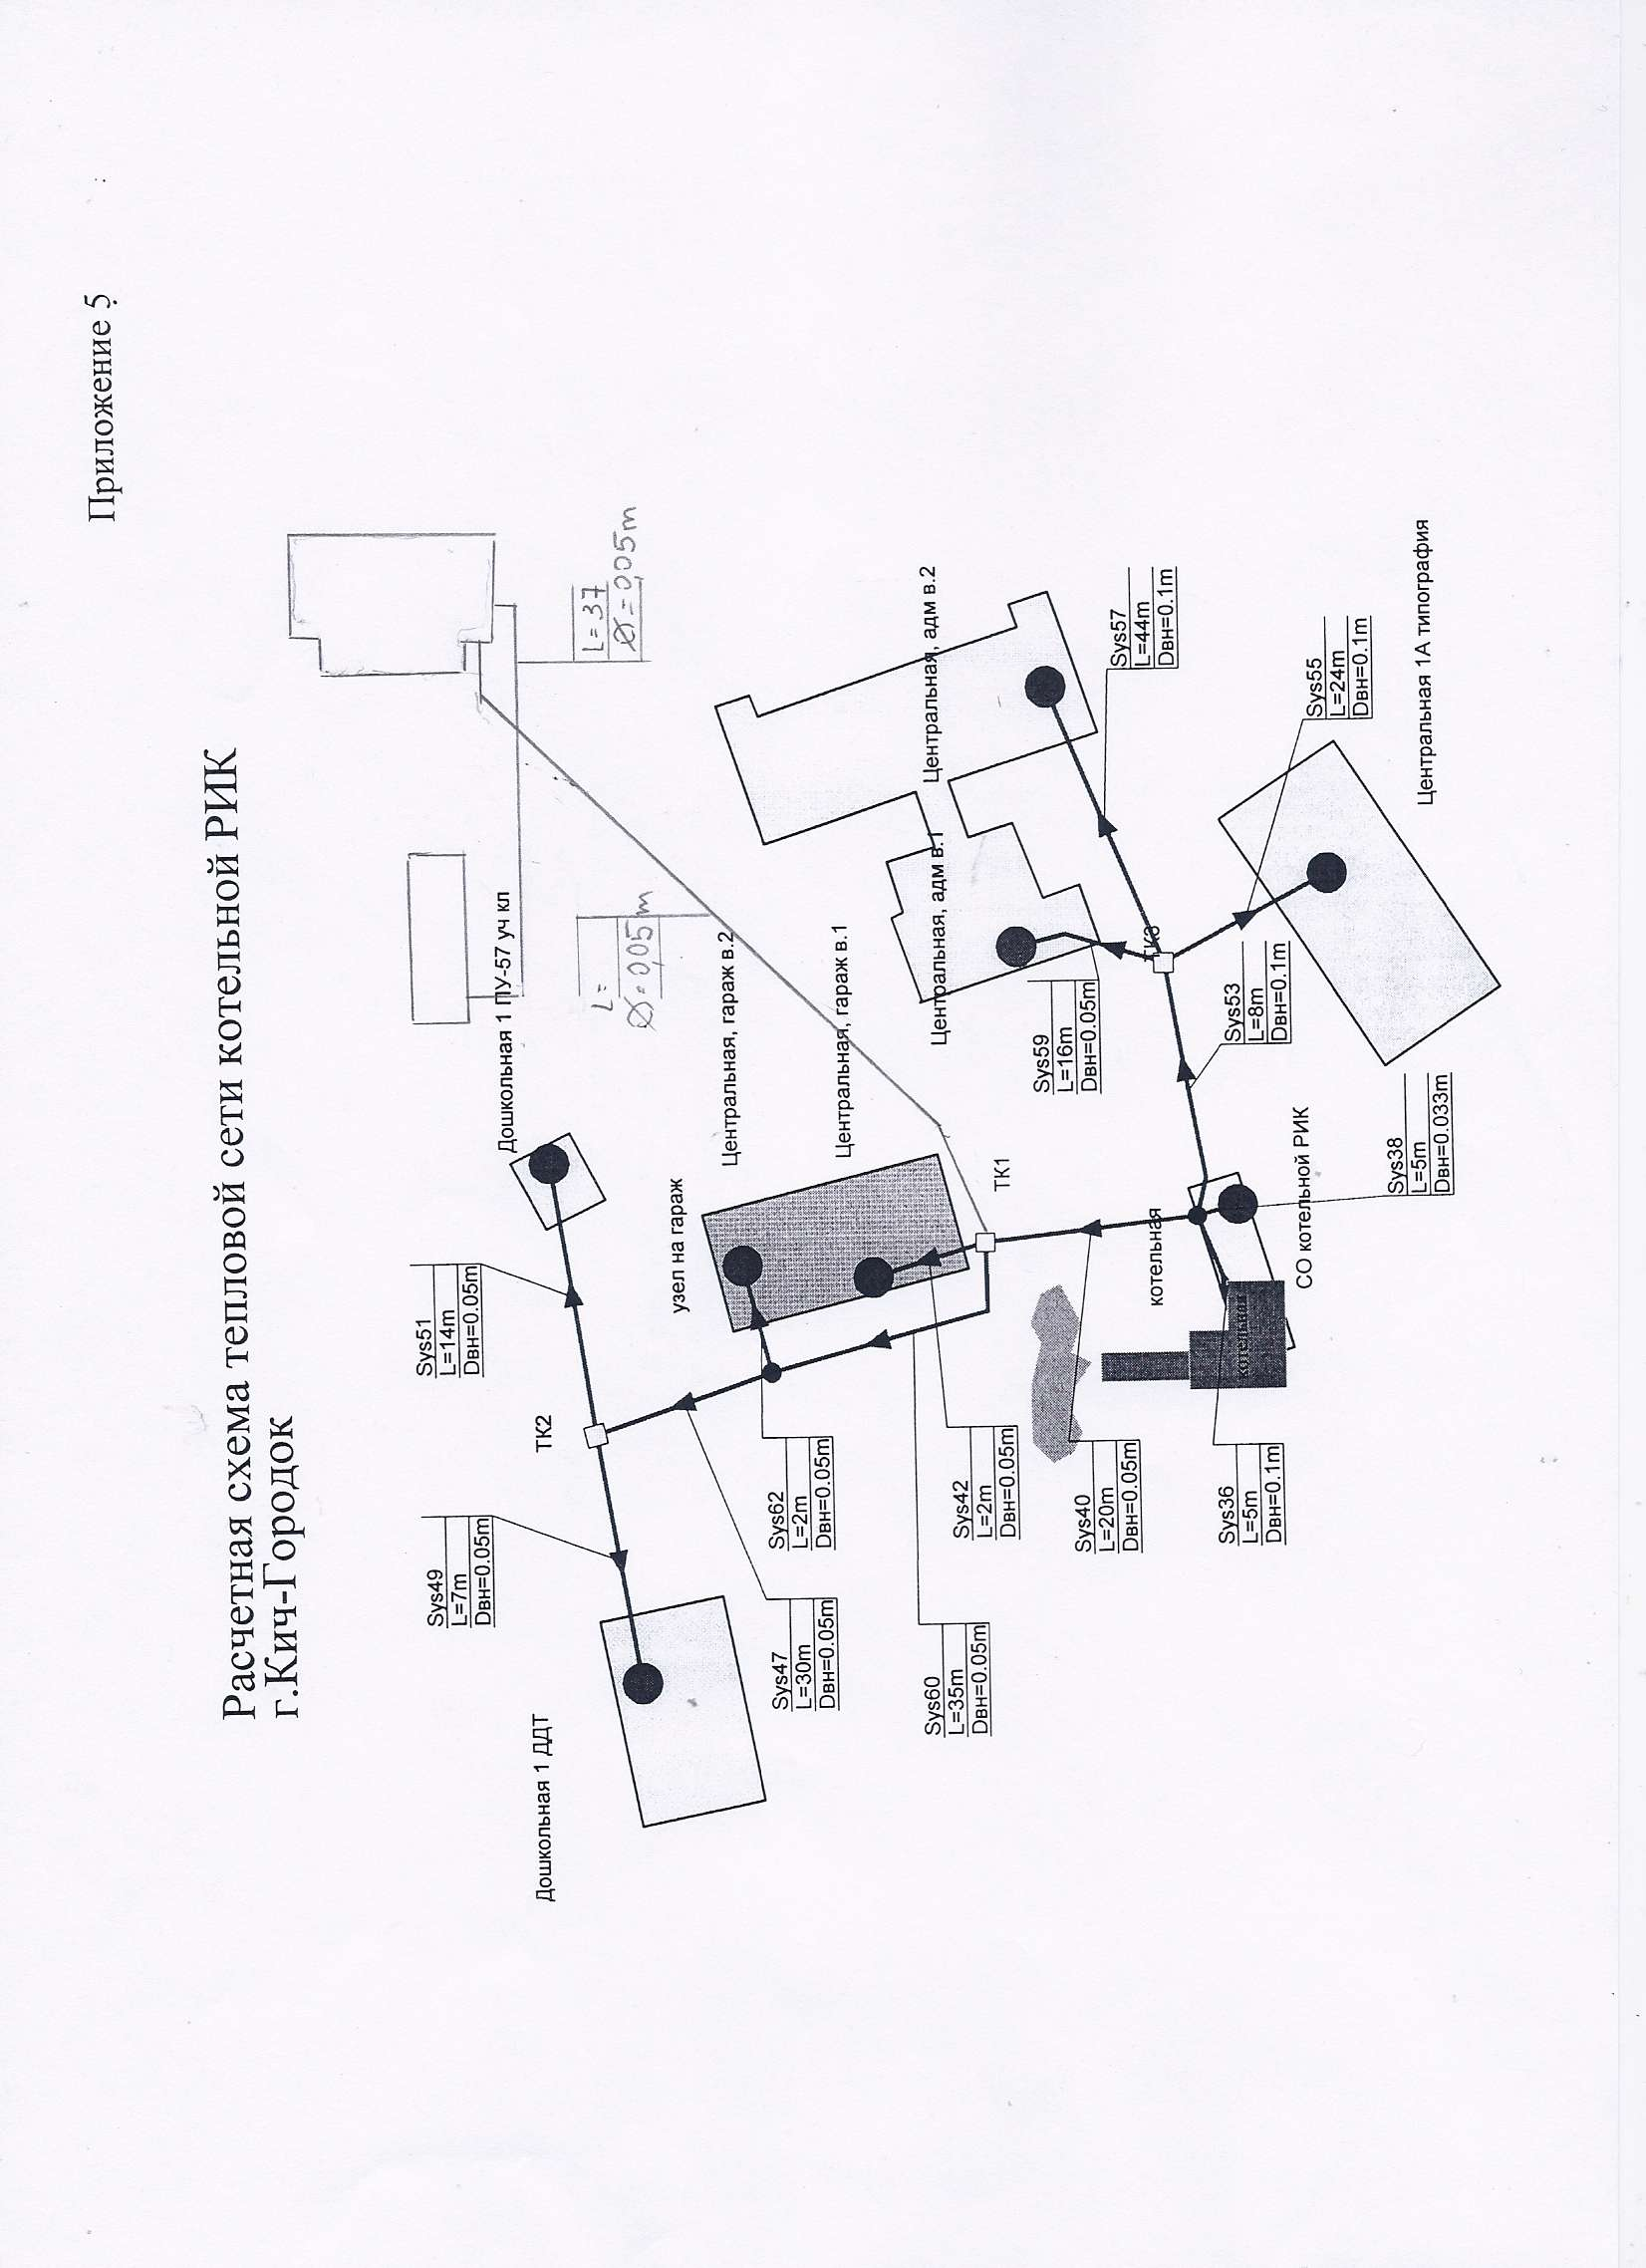 Приложение 5
Расчетная схема тепловой сети котельной РИК
г.Кич-Городок
Sys49
L=7m
Dвн=0.05m
Sys51
L=14m
Dвн=0.05m
Дошкольная 1 ПУ-57 уч кл
L=37
Ø=0,05m
Дошкольная 1 ДДТ
ТК2
L=
Ø=0,05m
узел на гараж
Центральная, гараж в.2
Sys47
L=30m
Dвн=0.05m
Sys62
L=2m
Dвн=0.05m
Центральная, гараж в.1
Центральная, адм в.1
Центральная, адм в.2
Sys60
L=35m
Dвн=0.05m
Sys42
L=2m
Dвн=0.05m
ТК1
Sys59
L=16m
Dвн=0.05m
Sys57
L=44m
Dвн=0.1m
Sys40
L=20m
Dвн=0.05m
котельная
ТК3
Sys36
L=5m
Dвн=0.1m
котельная
Sys53
L=8m
Dвн=0.1m
Sys55
L=24m
Dвн=0.1m
СО котельной РИК
Sys38
L=5m
Dвн=0.033m
Центральная 1А типография